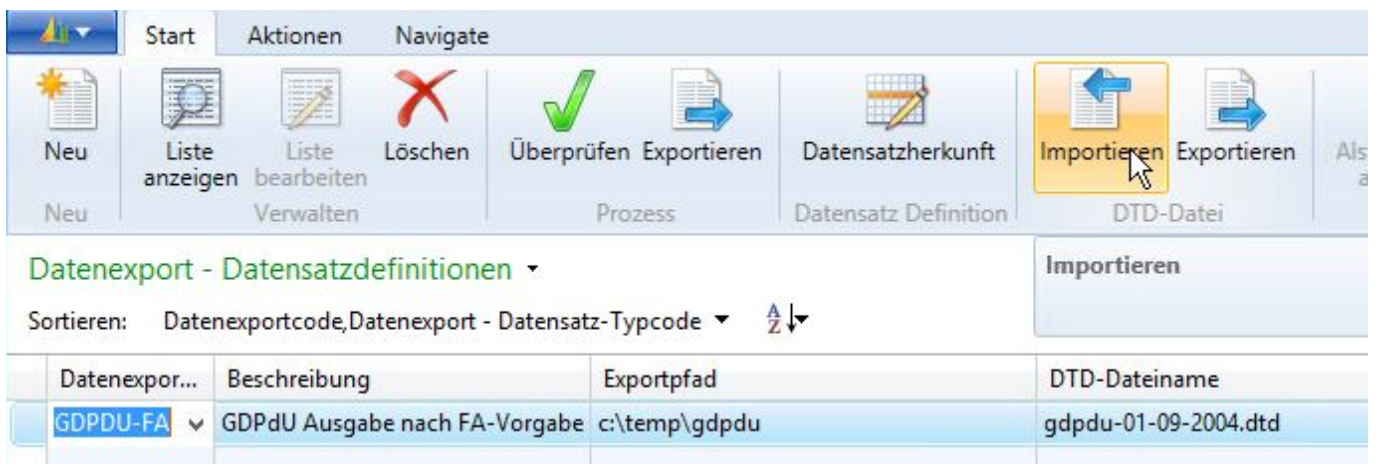 Start Aktionen Navigate
Neu Liste anzeigen Liste bearbeiten Löschen Überprüfen Exportieren Datensatzherkunft Importieren Exportieren
Neu Verwalten Prozess Datensatz Definition DTD-Datei
Datenexport - Datensatzdefinitionen
Importieren
Sortieren: Datenexportcode,Datenexport - Datensatz-Typcode
Datenexpor... Beschreibung Exportpfad DTD-Dateiname
GDPDU-FA GDPdU Ausgabe nach FA-Vorgabe c:\temp\gdpdu gdpdu-01-09-2004.dtd